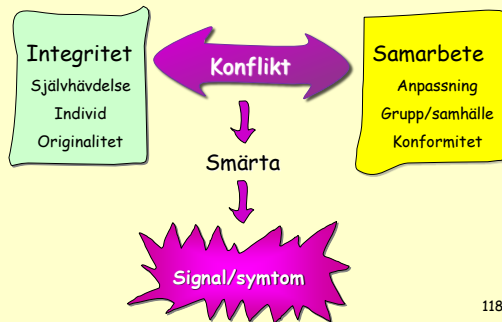 Integritet
Självhävdelse
Individ
Originalitet
Konflikt
Samarbete
Anpassning
Grupp/samhälle
Konformitet
Smärta
Signal/symtom
118